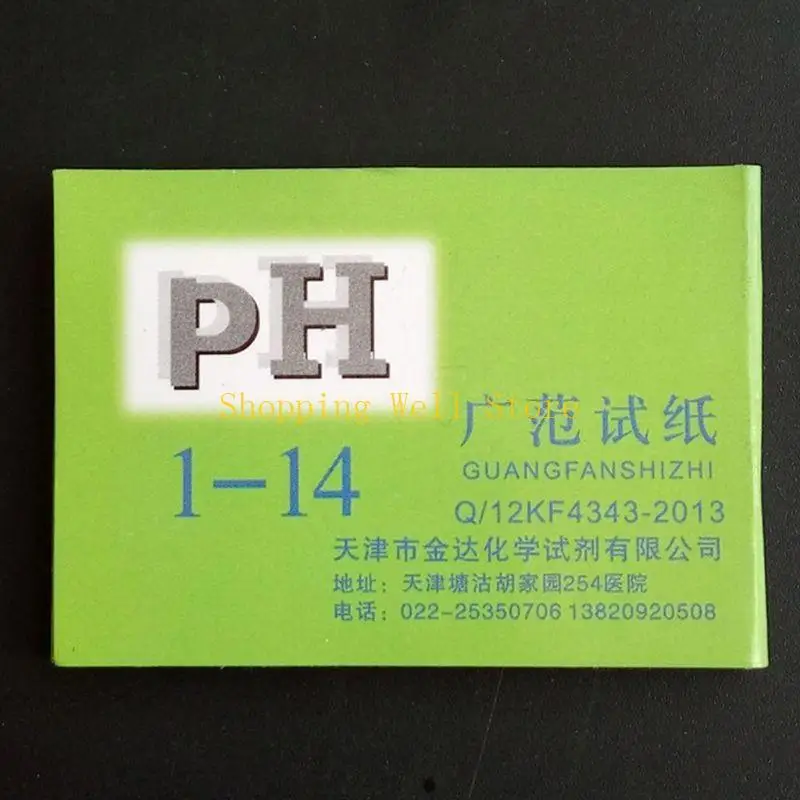 pH
Shopping Well Store
1-14
广范试纸
GUANGFANSHIZHI
Q/12KF4343-2013
天津市金达化学试剂有限公司
地址：天津塘沽胡家园254医院
电话：022-25350706 13820920508